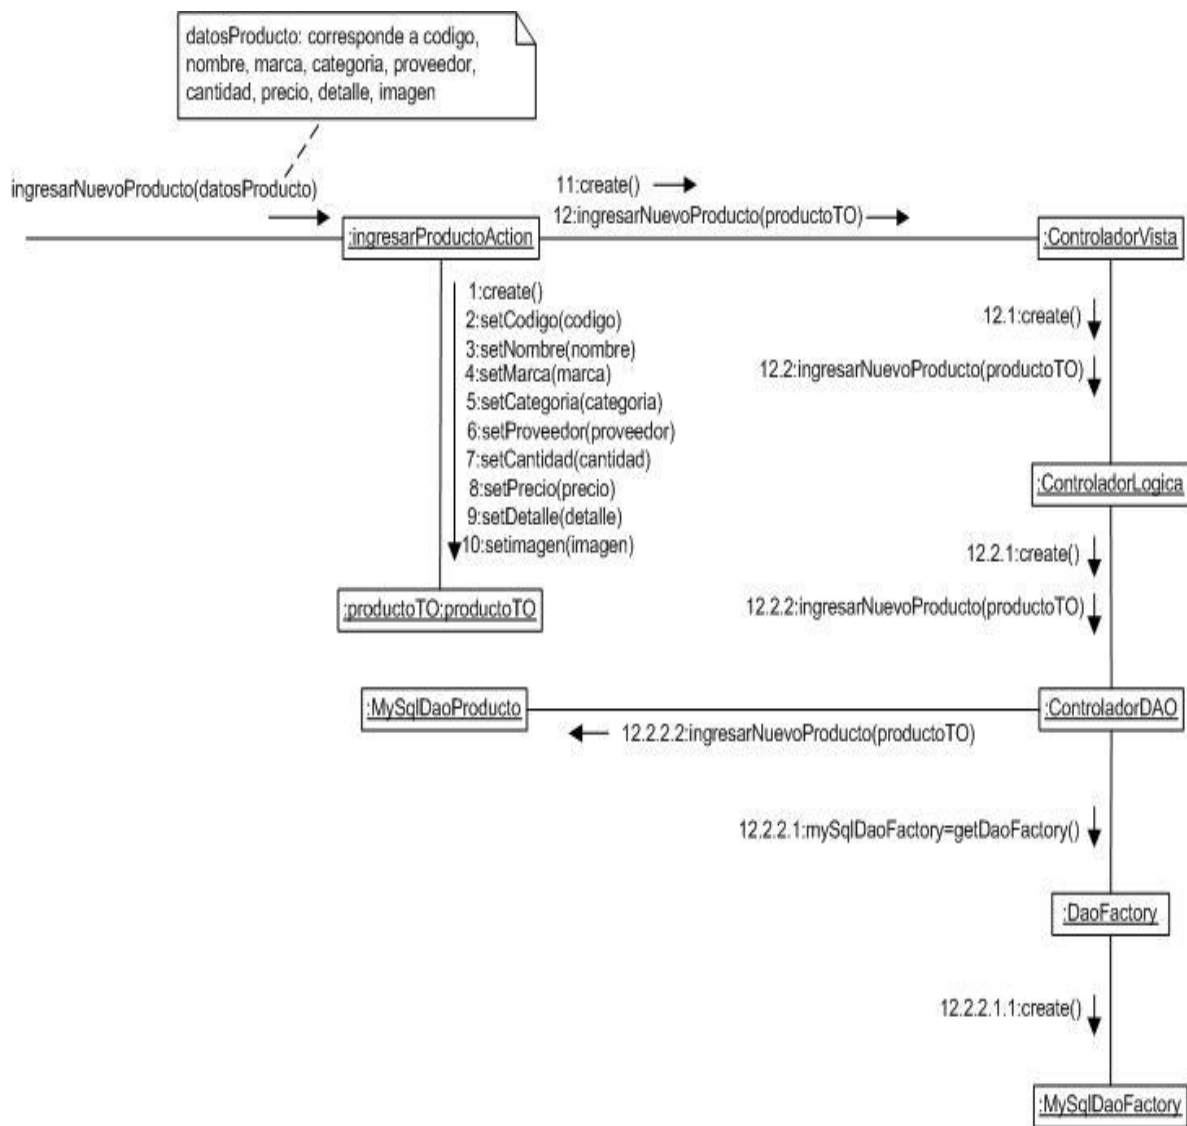 datosProducto: corresponde a codigo,
nombre, marca, categoria, proveedor,
cantidad, precio, detalle, imagen
ingresarNuevoProducto(datosProducto)
11:create()
12:ingresarNuevoProducto(productoTO)
:ingresarProductoAction
:ControladorVista
1:create()
2:setCodigo(codigo)
3:setNombre(nombre)
4:setMarca(marca)
5:setCategoria(categoria)
6:setProveedor(proveedor)
7:setCantidad(cantidad)
8:setPrecio(precio)
9:setDetalle(detalle)
10:setimagen(imagen)
:productoTO:productoTO
12.1:create()
12.2:ingresarNuevoProducto(productoTO)
:ControladorLogica
12.2.1:create()
12.2.2:ingresarNuevoProducto(productoTO)
:MySqlDaoProducto
:ControladorDAO
12.2.2.2:ingresarNuevoProducto(productoTO)
12.2.2.1:mySqlDaoFactory=getDaoFactory()
:DaoFactory
12.2.2.1.1:create()
:MySqlDaoFactory